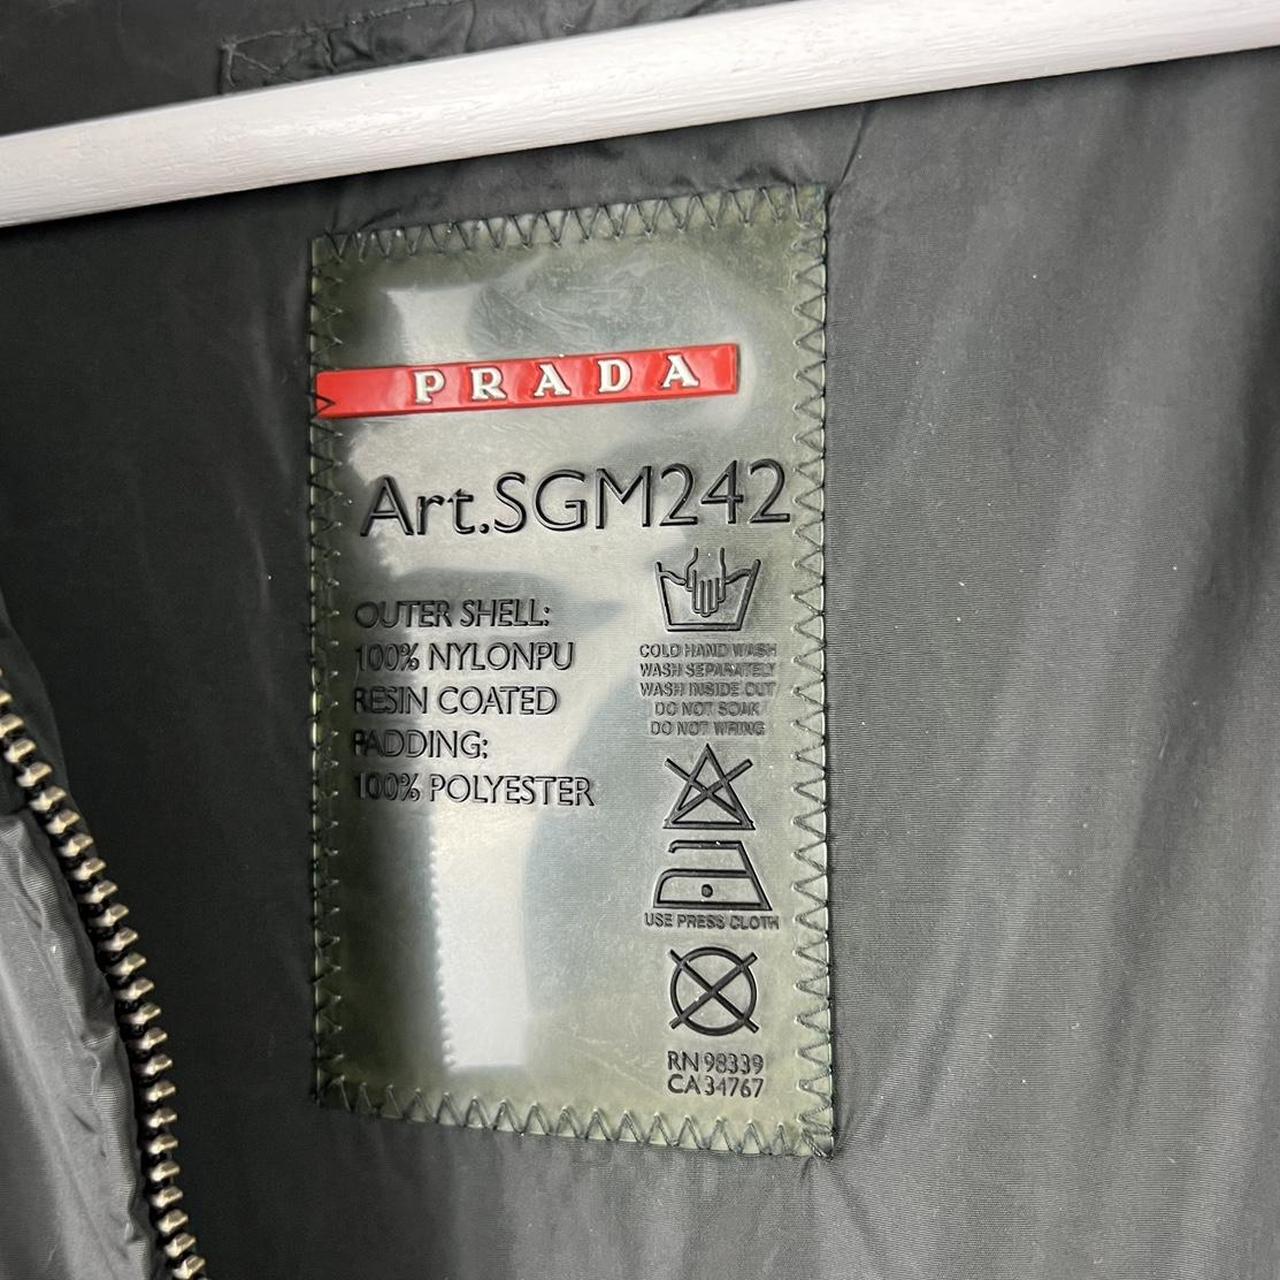 PRADA
Art.SGM242
OUTER SHELL:
100% NYLONPU
RESIN COATED
PADDING:
100% POLYESTER
COLD HAND WASH
WASH SEPARATELY
WASH INSIDE OUT
DO NOT SOAK
DO NOT WRING
USE PRESS CLOTH
RN 98339
CA 34767